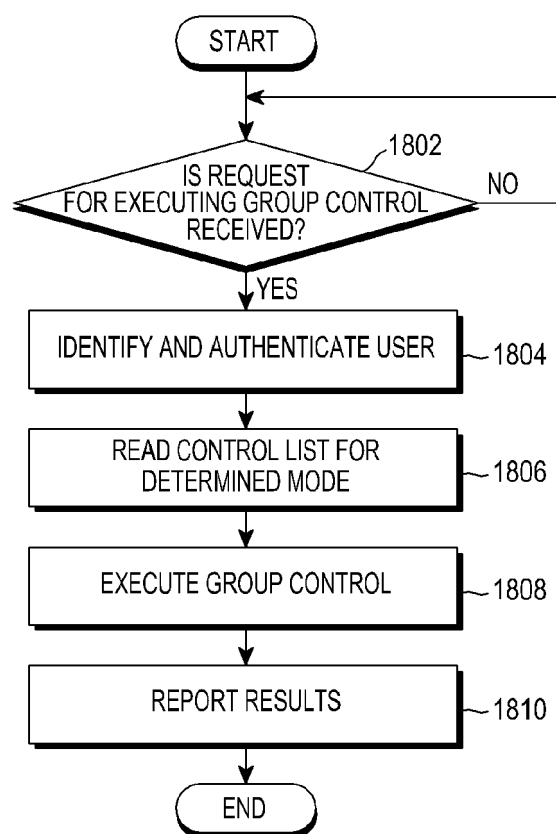 START
1802
IS REQUEST
FOR EXECUTING GROUP CONTROL
RECEIVED?
NO
YES
IDENTIFY AND AUTHENTICATE USER
1804
READ CONTROL LIST FOR
DETERMINED MODE
1806
EXECUTE GROUP CONTROL
1808
REPORT RESULTS
1810
END